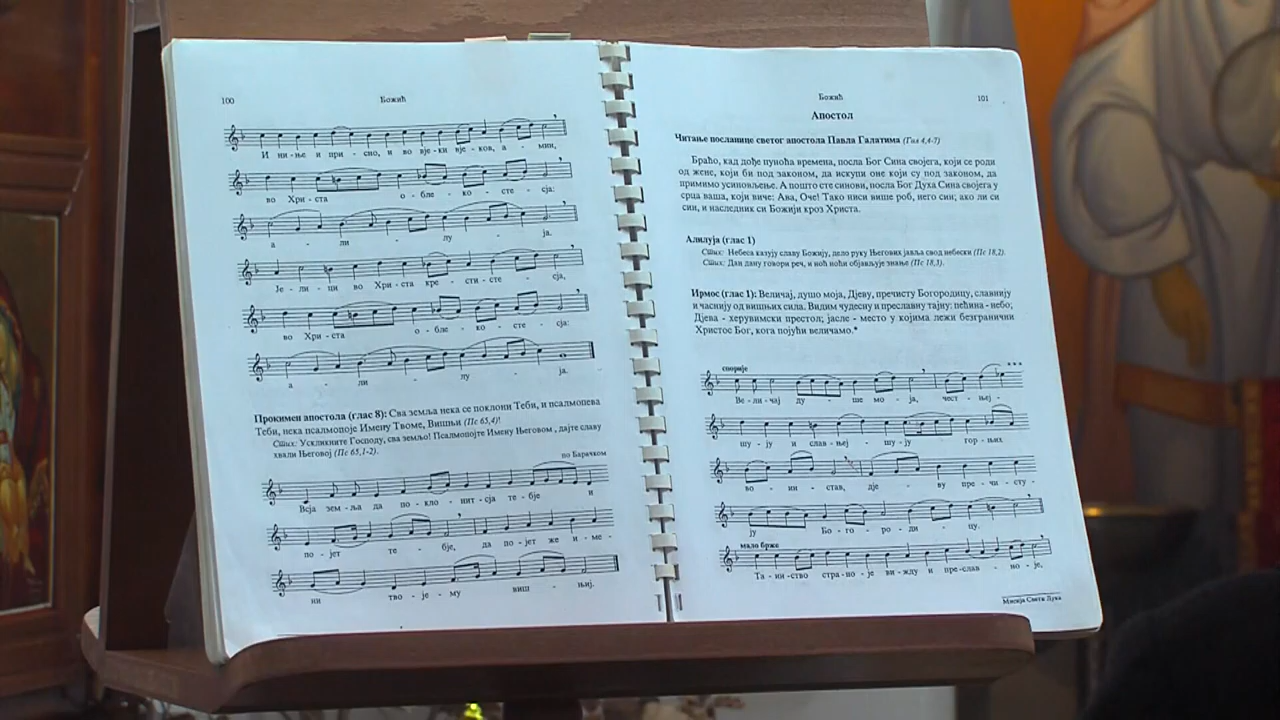 100
Божић
И ни - ње и при - сно, и во вје - ки вје - ков, а - мин,
во Хри - ста о - бле - ко - сте - сја:
а - ли - лу - ја.
Је - ли - ци во Хри - ста кре - сти - сте - сја,
во Хри - ста о - бле - ко - сте - сја:
а - ли - лу - ја.
Прокимен апостола (глас 8): Сва земља нека се поклони Теби, и псалмопева
Теби, нека псалмопоје Имену Твоме, Вишњи (Пс 65,4)!
Стих: Ускликните Господу, сва земљо! Псалмопојте Имену Његовом , дајте славу
хвали Његовој (Пс 65,1-2).
по Барачком
Всја зем - ља да по - кло - нит - сја те - бје и
по - јет те - бје, да по - јет же и - ме -
ни тво - је - му виш - њиј.
Божић
101
Апостол
Читање посланице светог апостола Павла Галатима (Гал 4,4-7)
Браћо, кад дође пуноћа времена, посла Бог Сина својега, који се роди
од жене, који би под законом, да искупи оне који су под законом, да
примимо усиновљење. А пошто сте синови, посла Бог Духа Сина својега у
срца ваша, који виче: Ава, Оче! Тако ниси више роб, него син; ако ли си
син, и наследник си Божији кроз Христа.
Алилуја (глас 1)
Стих: Небеса казују славу Божију, дело руку Његових јавља свод небески (Пс 18,2).
Стих: Дан дану говори реч, и ноћ ноћи објављује знање (Пс 18,3).
Ирмос (глас 1): Величај, душо моја, Дјеву, пречисту Богородицу, славнију
и часнију од вишњих сила. Видим чудесну и преславну тајну: пећина - небо;
Дјева - херувимски престол; јасле - место у којима лежи безгранични
Христос Бог, кога појући величамо.*
спорије
Ве - ли - чај ду - ше мо - ја, чест - њеј -
шу - ју и слав - њеј - шу - ју гор - њих
во - ин - став, дје - ву пре - чи - сту -
ју Бо - го - ро - ди - цу.
мало брже
Та - ин - ство стра - но - је виж - ду и пре - слав - но - је,
Мисија Света Лука